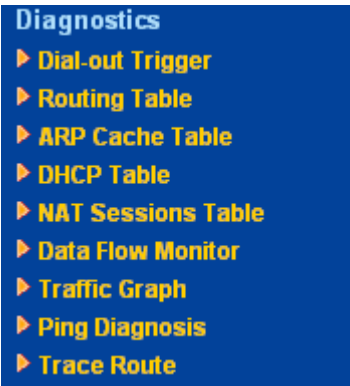 Diagnostics
Dial-out Trigger
Routing Table
ARP Cache Table
DHCP Table
NAT Sessions Table
Data Flow Monitor
Traffic Graph
Ping Diagnosis
Trace Route